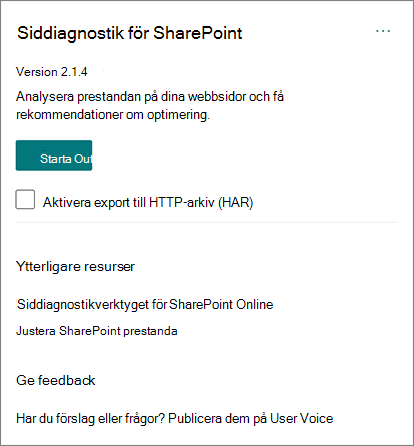 Siddiagnostik för SharePoint
...
Version 2.1.4
Analysera prestandan på dina webbsidor och få
rekommendationer om optimering.
Starta Out
Aktivera export till HTTP-arkiv (HAR)
Ytterligare resurser
Siddiagnostikverktyget för SharePoint Online
Justera SharePoint prestanda
Ge feedback
Har du förslag eller frågor? Publicera dem på User Voice